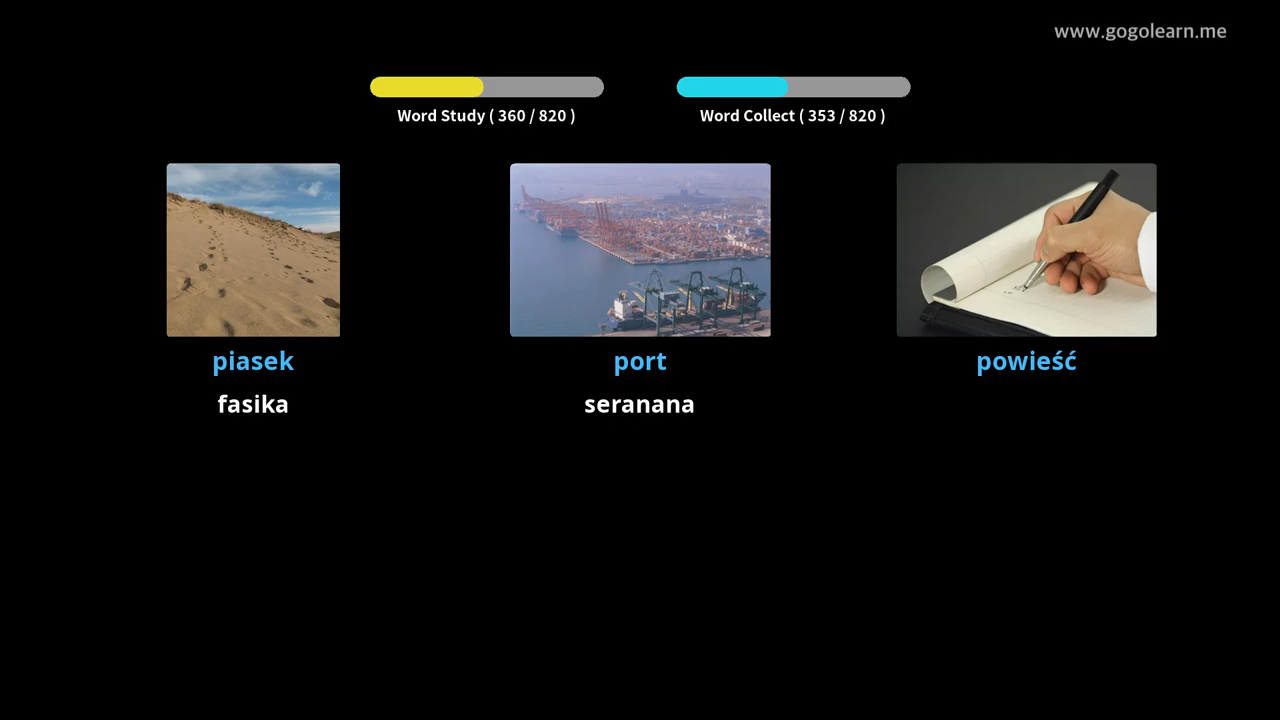 www.gogolearn.me
Word Study ( 360 / 820 )
Word Collect ( 353 / 820 )
piasek
port
powieść
fasika
seranana